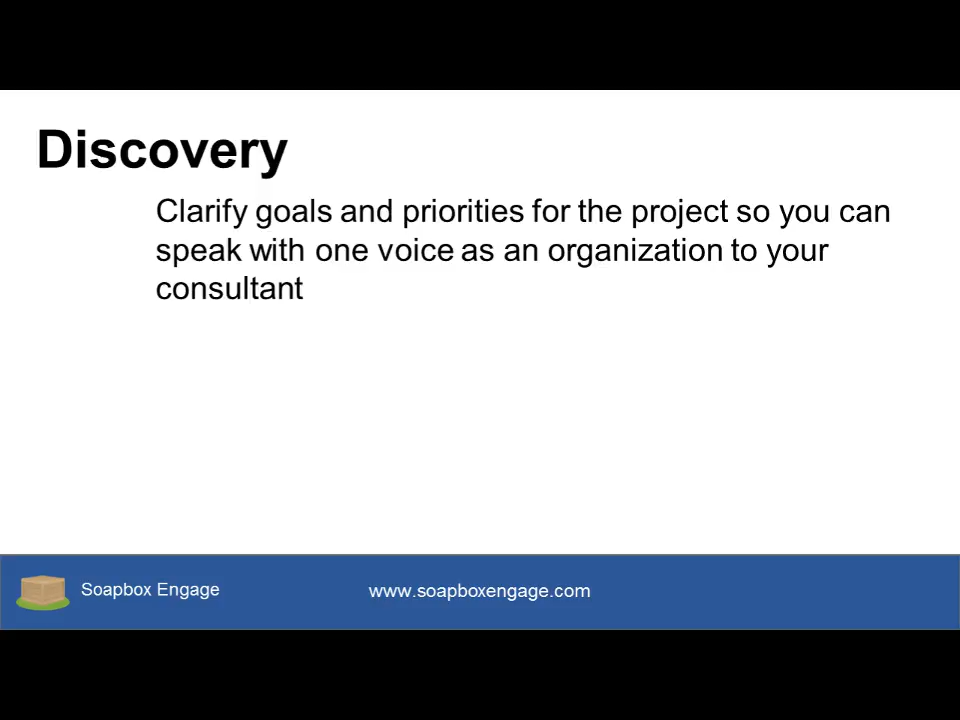 Discovery
Clarify goals and priorities for the project so you can
speak with one voice as an organization to your
consultant
Soapbox Engage
www.soapboxengage.com